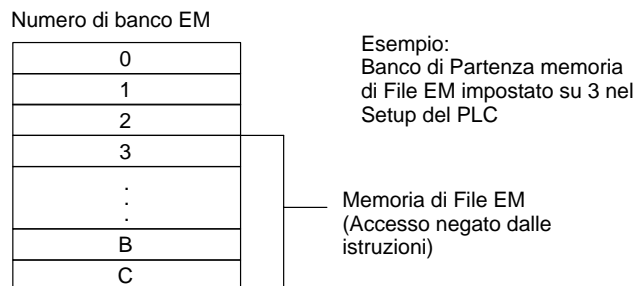 Numero di banco EM
0
1
2
3
.
.
.
B
C
Esempio:
Banco di Partenza memoria
di File EM impostato su 3 nel
Setup del PLC
Memoria di File EM
(Accesso negato dalle
istruzioni)